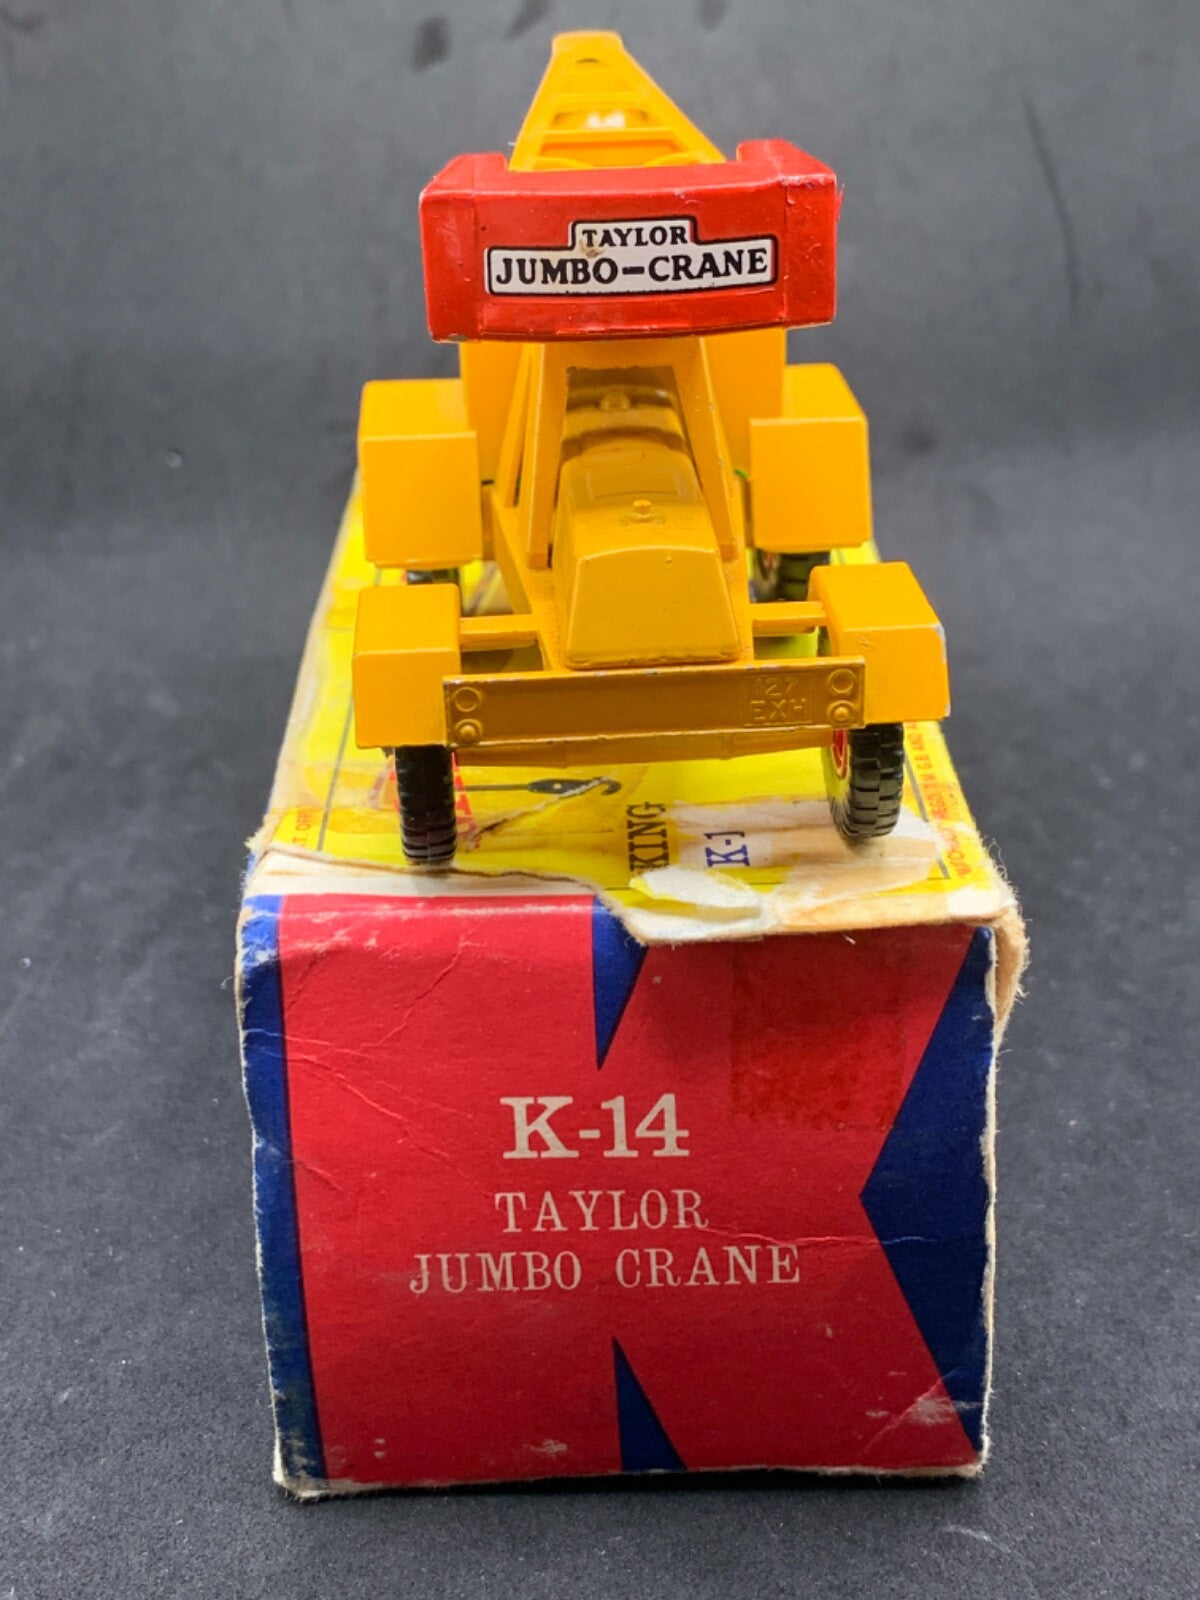 TAYLOR
JUMBO-CRANE
127
EXH
KING
K-1
K-14
TAYLOR
JUMBO CRANE